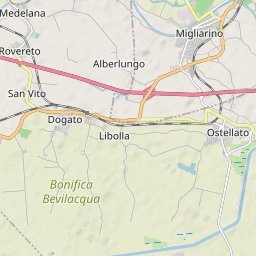 Medelana
Migliarino
Rovereto
Alberlungo
San Vito
Dogato
Libolla
Ostellato
Bonifica
Bevilacqua